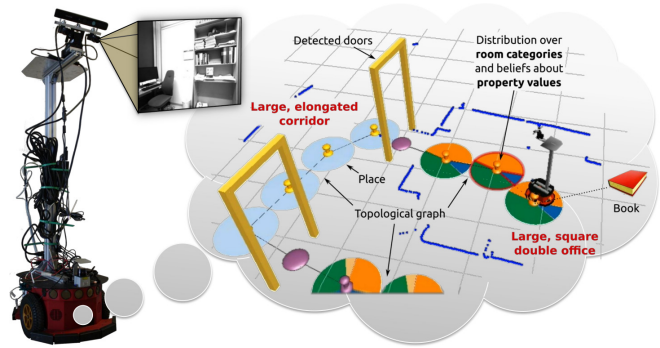 Detected doors
Distribution over
room categories
and beliefs about
property values
Large, elongated
corridor
Place
Topological graph
Book
Large, square
double office